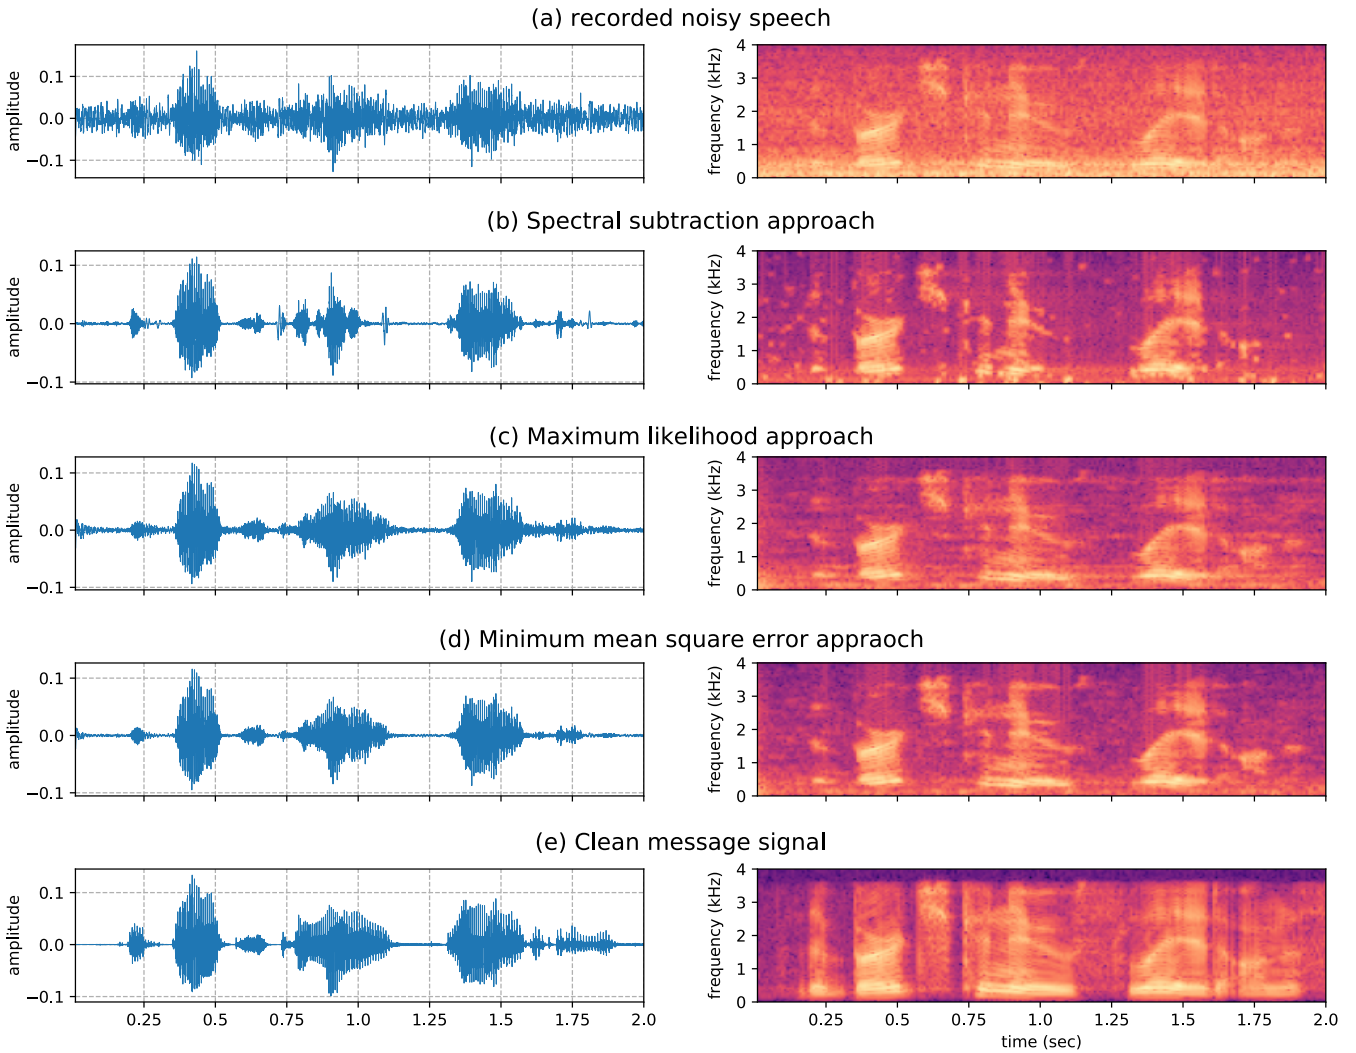 (a) recorded noisy speech
amplitude
0.1
0.0
−0.1
frequency (kHz)
4
3
2
1
0
(b) Spectral subtraction approach
amplitude
0.1
0.0
−0.1
frequency (kHz)
4
3
2
1
0
(c) Maximum likelihood approach
amplitude
0.1
0.0
−0.1
frequency (kHz)
4
3
2
1
0
(d) Minimum mean square error appraoch
amplitude
0.1
0.0
−0.1
frequency (kHz)
4
3
2
1
0
(e) Clean message signal
amplitude
0.1
0.0
−0.1
0.25 0.5 0.75 1.0 1.25 1.5 1.75 2.0
frequency (kHz)
4
3
2
1
0
0.25 0.5 0.75 1.0 1.25 1.5 1.75 2.0
time (sec)